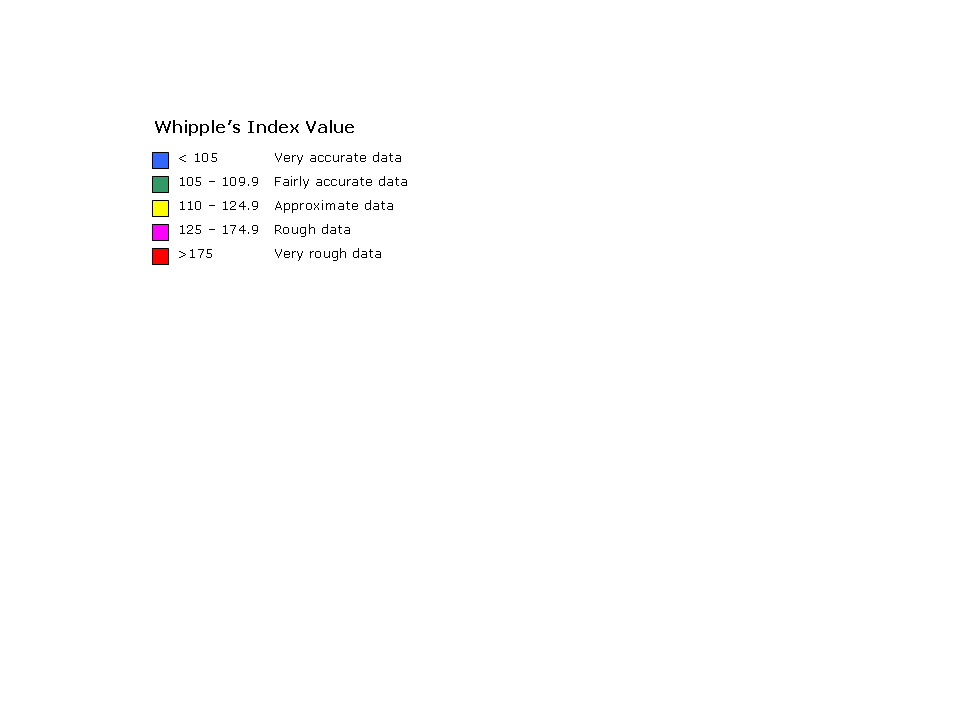 Whipple’s Index Value
< 105 Very accurate data
105 – 109.9 Fairly accurate data
110 – 124.9 Approximate data
125 – 174.9 Rough data
>175 Very rough data